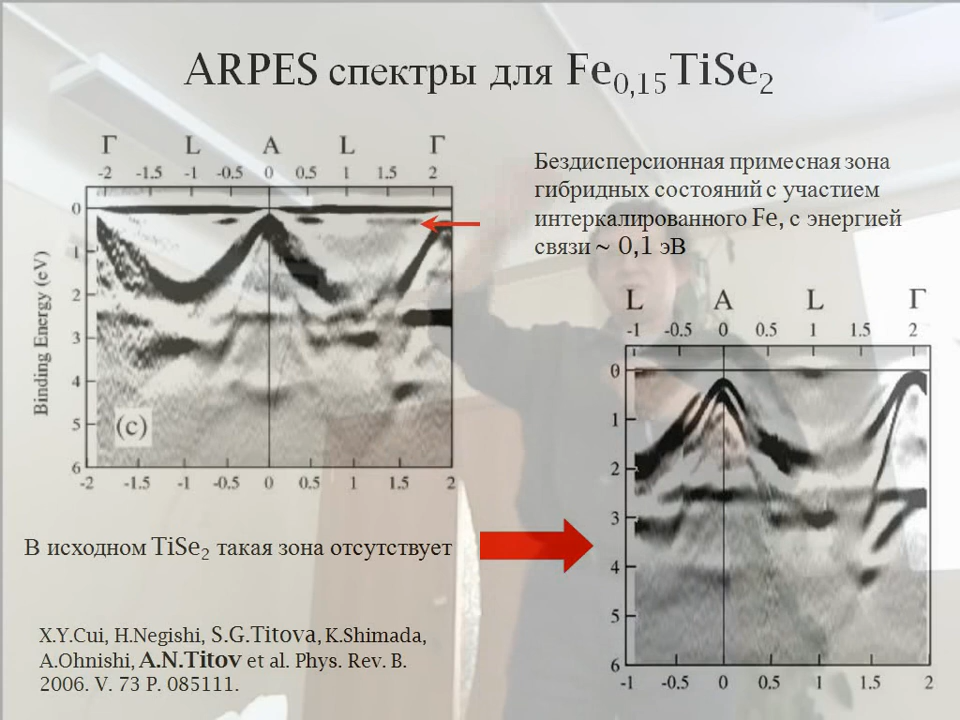 ARPES спектры для Fe₀,₁₅TiSe₂
Γ L A L Γ
-2 -1.5 -1 -0.5 0 0.5 1 1.5 2
Binding Energy (eV)
0
1
2
3
4
5
6
(c)
-2 -1.5 -1 -0.5 0 0.5 1 1.5 2
Бездисперсионная примесная зона
гибридных состояний с участием
интеркалированного Fe, с энергией
связи ~ 0,1 эВ
L A L Γ
-1 -0.5 0 0.5 1 1.5 2
0
1
2
3
4
5
6
-1 -0.5 0 0.5 1 1.5 2
В исходном TiSe₂ такая зона отсутствует
X.Y.Cui, H.Negishi, S.G.Titova, K.Shimada,
A.Ohnishi, A.N.Titov et al. Phys. Rev. B.
2006. V. 73 P. 085111.